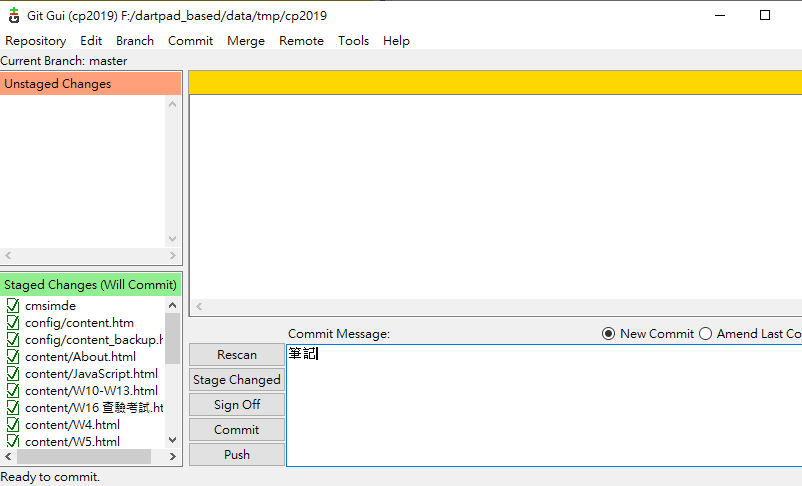 Git Gui (cp2019) F:/dartpad_based/data/tmp/cp2019
Repository Edit Branch Commit Merge Remote Tools Help
Current Branch: master
Unstaged Changes
Staged Changes (Will Commit)
cmsimde
config/content.htm
config/content_backup.h
content/About.html
content/JavaScript.html
content/W10-W13.html
content/W16 查驗考試.ht
content/W4.html
content/W5.html
Commit Message:
New Commit
Amend Last Co
Rescan
Stage Changed
Sign Off
Commit
Push
筆記
Ready to commit.